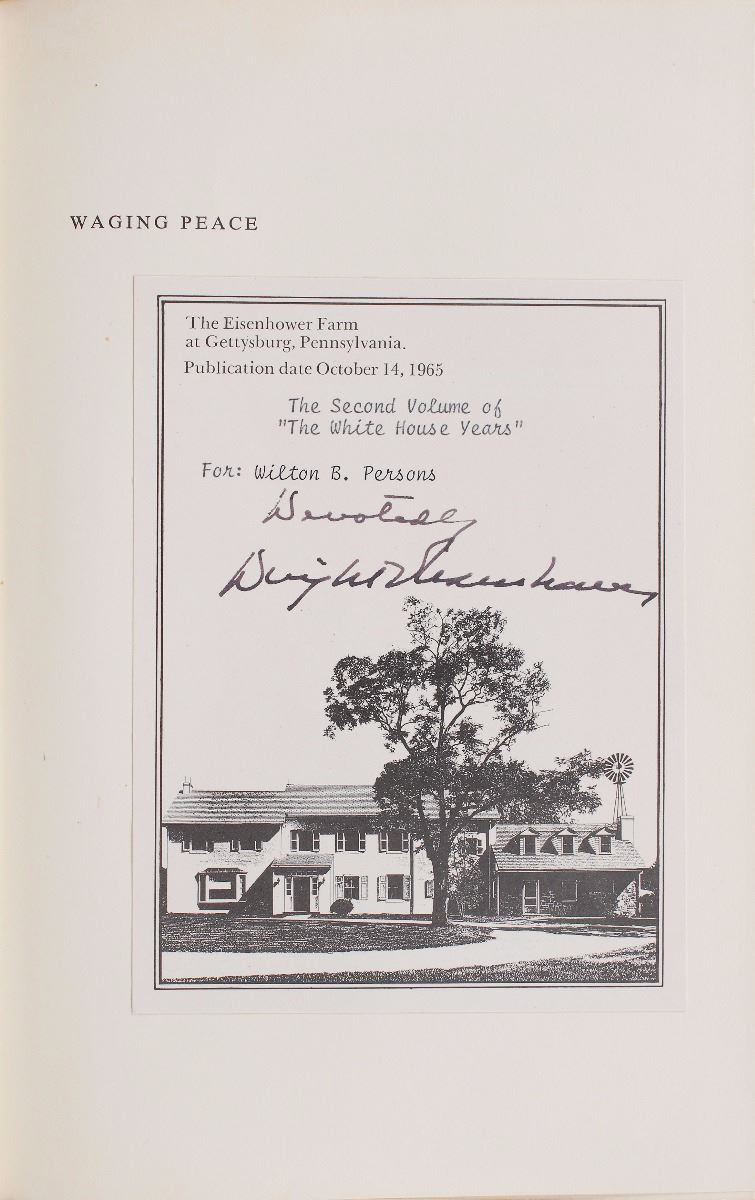 WAGING PEACE
The Eisenhower Farm
at Gettysburg, Pennsylvania.
Publication date October 14, 1965
The Second Volume of
"The White House Years"
For: Wilton B. Persons
Devotedly
Dwight D Eisenhower